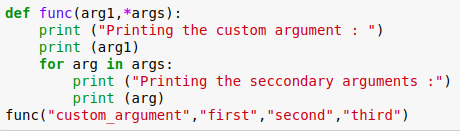 def func(arg1,*args):
    print ("Printing the custom argument : ")
    print (arg1)
    for arg in args:
        print ("Printing the seccondary arguments :")
        print (arg)
func("custom_argument","first","second","third")